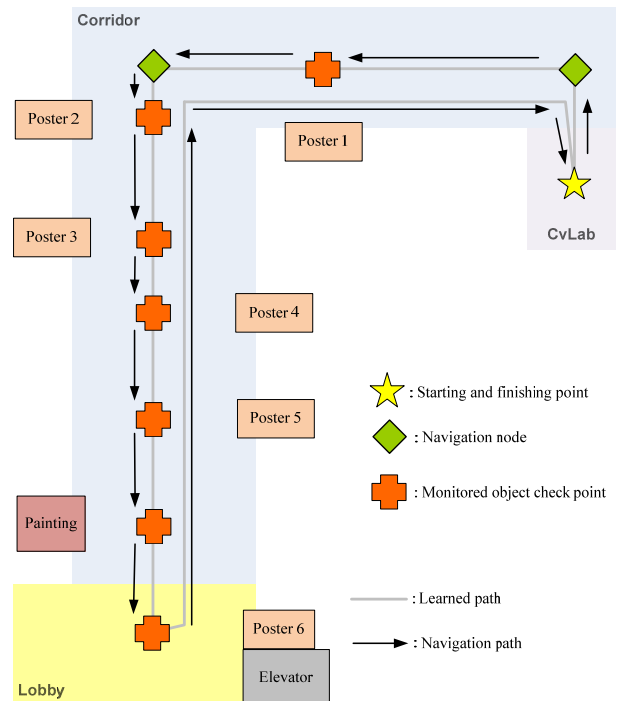 Corridor
Poster 2
Poster 1
Poster 3
CvLab
Poster 4
: Starting and finishing point
Poster 5
: Navigation node
Painting
: Monitored object check point
: Learned path
Poster 6
: Navigation path
Elevator
Lobby